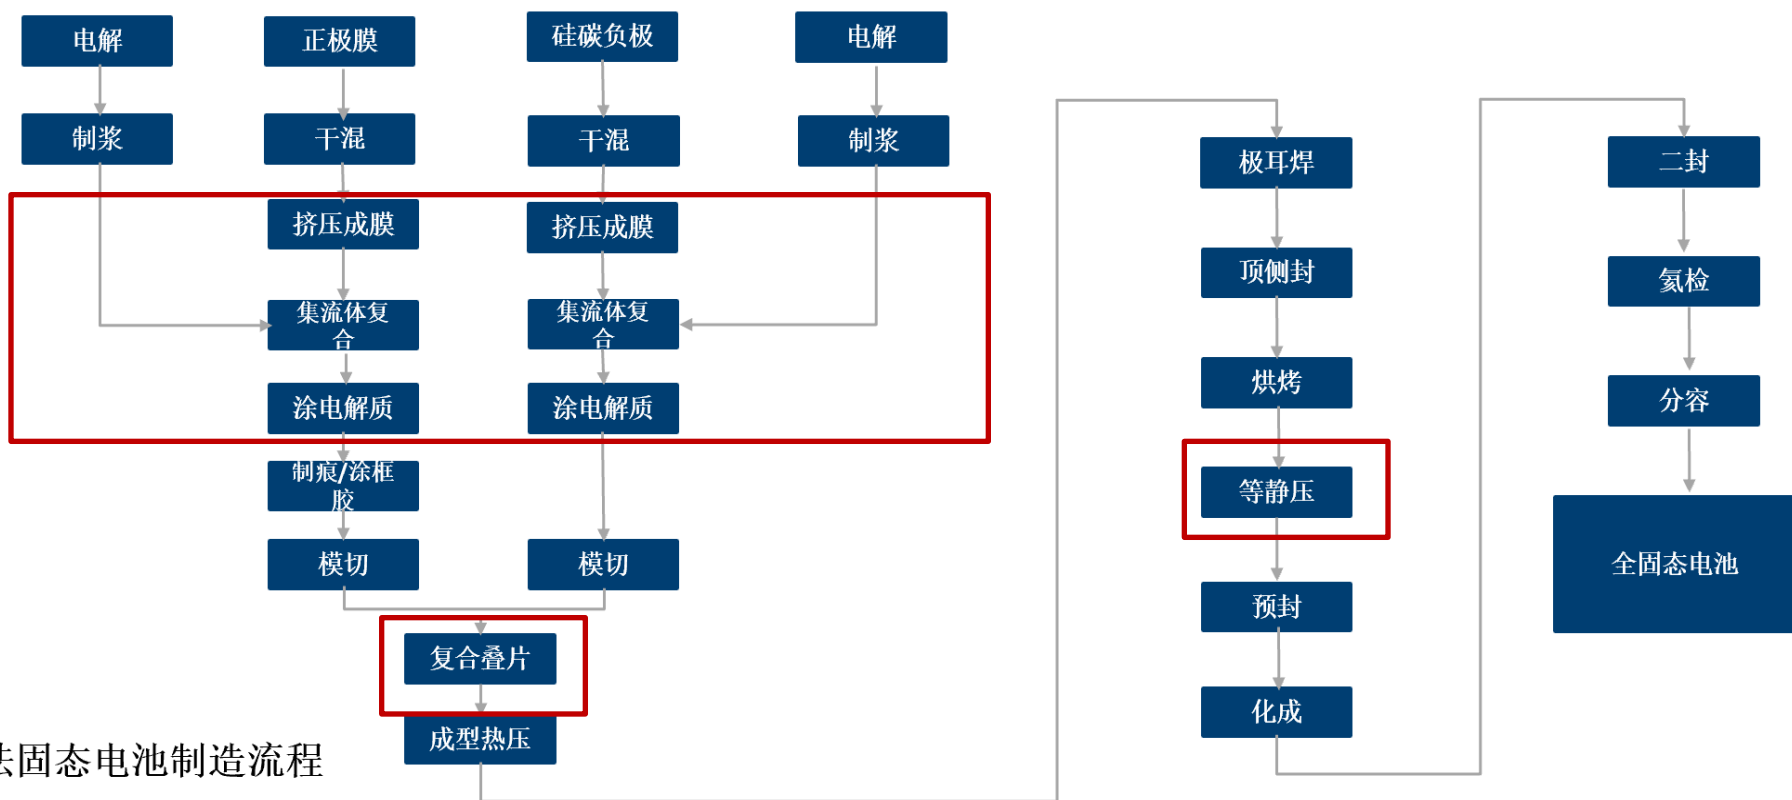 电解
正极膜
硅碳负极
电解
制浆
干混
干混
制浆
挤压成膜
挤压成膜
集流体复
合
集流体复
合
涂电解质
涂电解质
制痕/涂框
胶
模切
模切
复合叠片
成型热压
极耳焊
顶侧封
烘烤
等静压
预封
化成
二封
氦检
分容
全固态电池
法固态电池制造流程